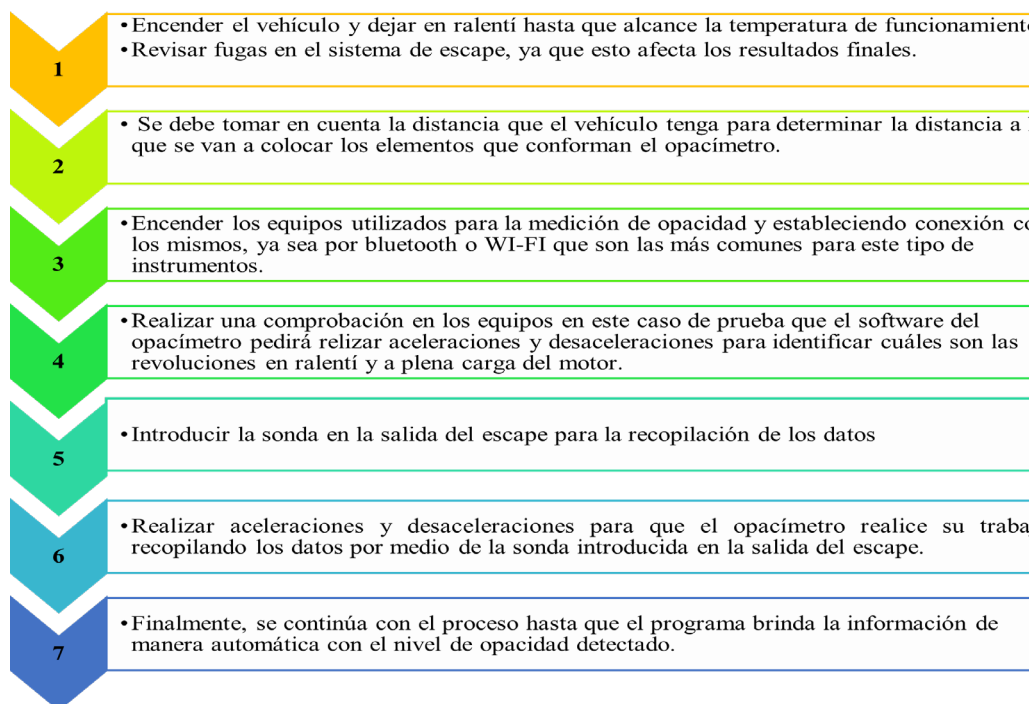 • Encender el vehículo y dejar en ralentí hasta que alcance la temperatura de funcionamiento
• Revisar fugas en el sistema de escape, ya que esto afecta los resultados finales.
1
• Se debe tomar en cuenta la distancia que el vehículo tenga para determinar la distancia a l
que se van a colocar los elementos que conforman el opacímetro.
2
• Encender los equipos utilizados para la medición de opacidad y estableciendo conexión co
los mismos, ya sea por bluetooth o WI-FI que son las más comunes para este tipo de
instrumentos.
3
• Realizar una comprobación en los equipos en este caso de prueba que el software del
opacímetro pedirá relizar aceleraciones y desaceleraciones para identificar cuáles son las
revoluciones en ralentí y a plena carga del motor.
4
• Introducir la sonda en la salida del escape para la recopilación de los datos
5
• Realizar aceleraciones y desaceleraciones para que el opacímetro realice su traba
recopilando los datos por medio de la sonda introducida en la salida del escape.
6
• Finalmente, se continúa con el proceso hasta que el programa brinda la información de
manera automática con el nivel de opacidad detectado.
7